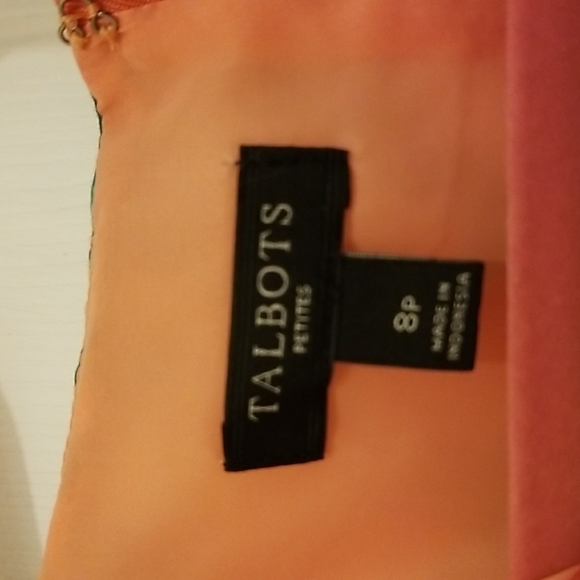 TALBOTS
PETITES
8P
MADE IN
INDONESIA